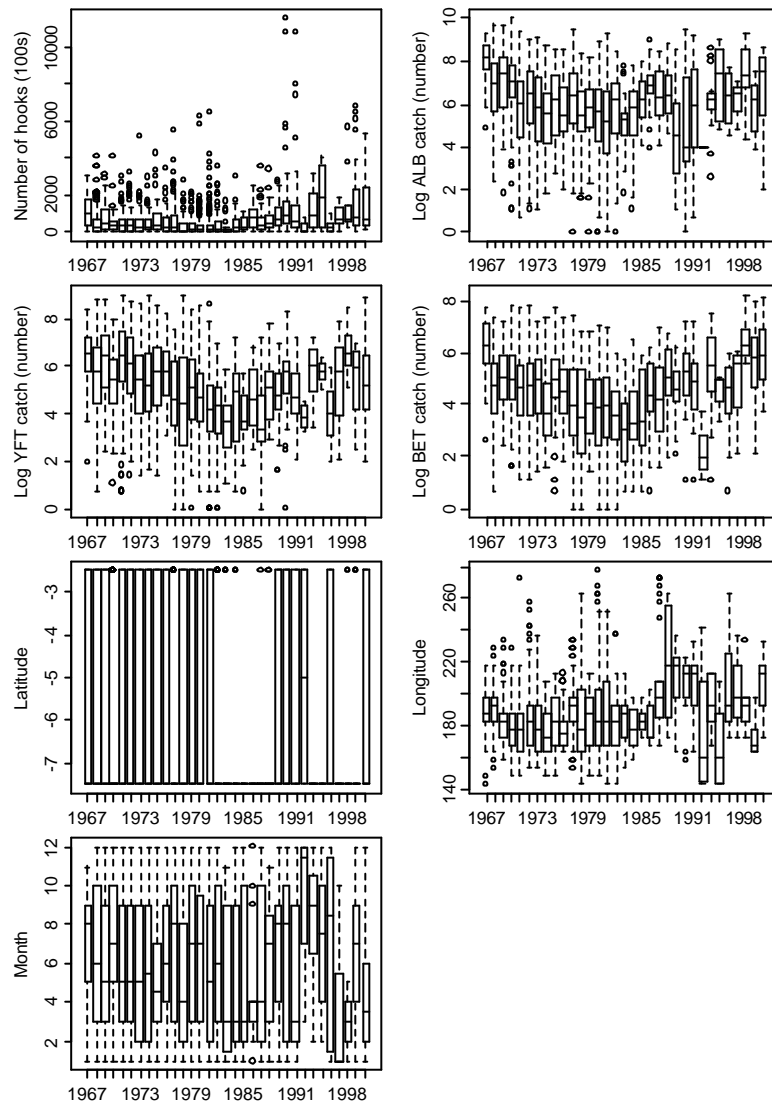 Number of hooks (100s)
0 2000 6000 10000
1967 1973 1979 1985 1991 1998
Log ALB catch (number)
0 2 4 6 8 10
1967 1973 1979 1985 1991 1998
Log YFT catch (number)
0 2 4 6 8
1967 1973 1979 1985 1991 1998
Log BET catch (number)
0 2 4 6 8
1967 1973 1979 1985 1991 1998
Latitude
-7 -6 -5 -4 -3
1967 1973 1979 1985 1991 1998
Longitude
140 180 220 260
1967 1973 1979 1985 1991 1998
Month
2 4 6 8 10 12
1967 1973 1979 1985 1991 1998